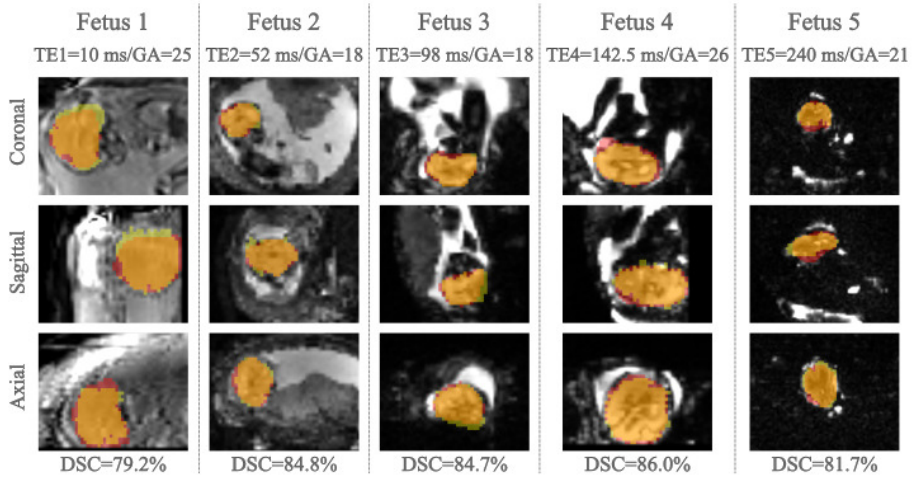 Fetus 1 Fetus 2 Fetus 3 Fetus 4 Fetus 5
TE1=10 ms/GA=25 TE2=52 ms/GA=18 TE3=98 ms/GA=18 TE4=142.5 ms/GA=26 TE5=240 ms/GA=21
Coronal
Sagittal
Axial
DSC=79.2% DSC=84.8% DSC=84.7% DSC=86.0% DSC=81.7%